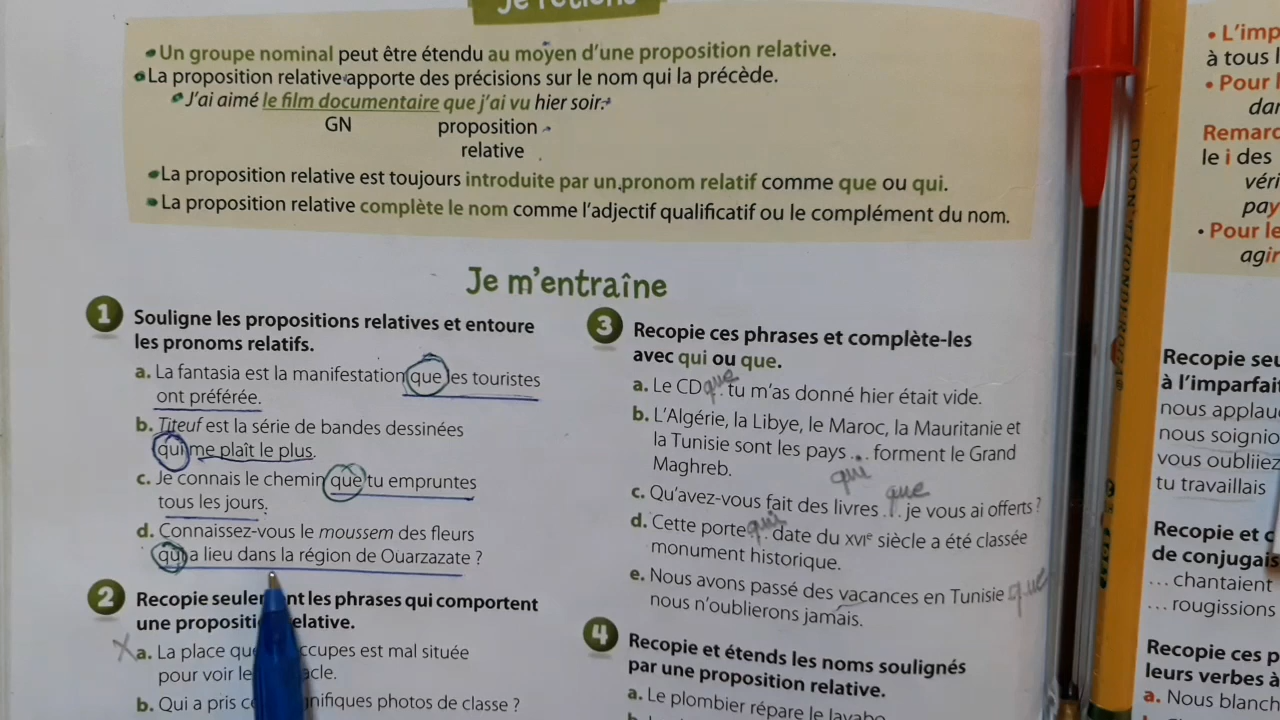 Je retiens
• Un groupe nominal peut être étendu au moyen d'une proposition relative.
• La proposition relative apporte des précisions sur le nom qui la précède.
• J'ai aimé le film documentaire que j'ai vu hier soir.
GN proposition
relative
• La proposition relative est toujours introduite par un pronom relatif comme que ou qui.
• La proposition relative complète le nom comme l'adjectif qualificatif ou le complément du nom.
Je m'entraîne
1 Souligne les propositions relatives et entoure
les pronoms relatifs.
a. La fantasia est la manifestation que les touristes
ont préférée.
b. Titeuf est la série de bandes dessinées
qui me plaît le plus.
c. Je connais le chemin que tu empruntes
tous les jours.
d. Connaissez-vous le moussem des fleurs
qui a lieu dans la région de Ouarzazate ?
2 Recopie seulement les phrases qui comportent
une proposition relative.
X a. La place que occupes est mal située
pour voir le
b. Qui a pris photos de classe ?
3 Recopie ces phrases et complète-les
avec qui ou que.
a. Le CD que tu m'as donné hier était vide.
b. L'Algérie, la Libye, le Maroc, la Mauritanie et
la Tunisie sont les pays ... forment le Grand
Maghreb. qui
c. Qu'avez-vous fait des livres que ... je vous ai offerts ?
d. Cette porte qui date du XVIe siècle a été classée
monument historique.
e. Nous avons passé des vacances en Tunisie que
nous n'oublierons jamais.
4 Recopie et étends les noms soulignés
par une proposition relative.
a. Le plombier répare le lavabo
DIXON TICONDEROGA®
• L'imp
à tous l
• Pour l
dan
Remarq
le i des
véri
pay
• Pour le
agir
Recopie seu
à l'imparfait
nous applau
nous soignio
vous oubliiez
tu travaillais
Recopie et c
de conjugais
... chantaient
... rougissions
Recopie ces p
leurs verbes à
a. Nous blanch